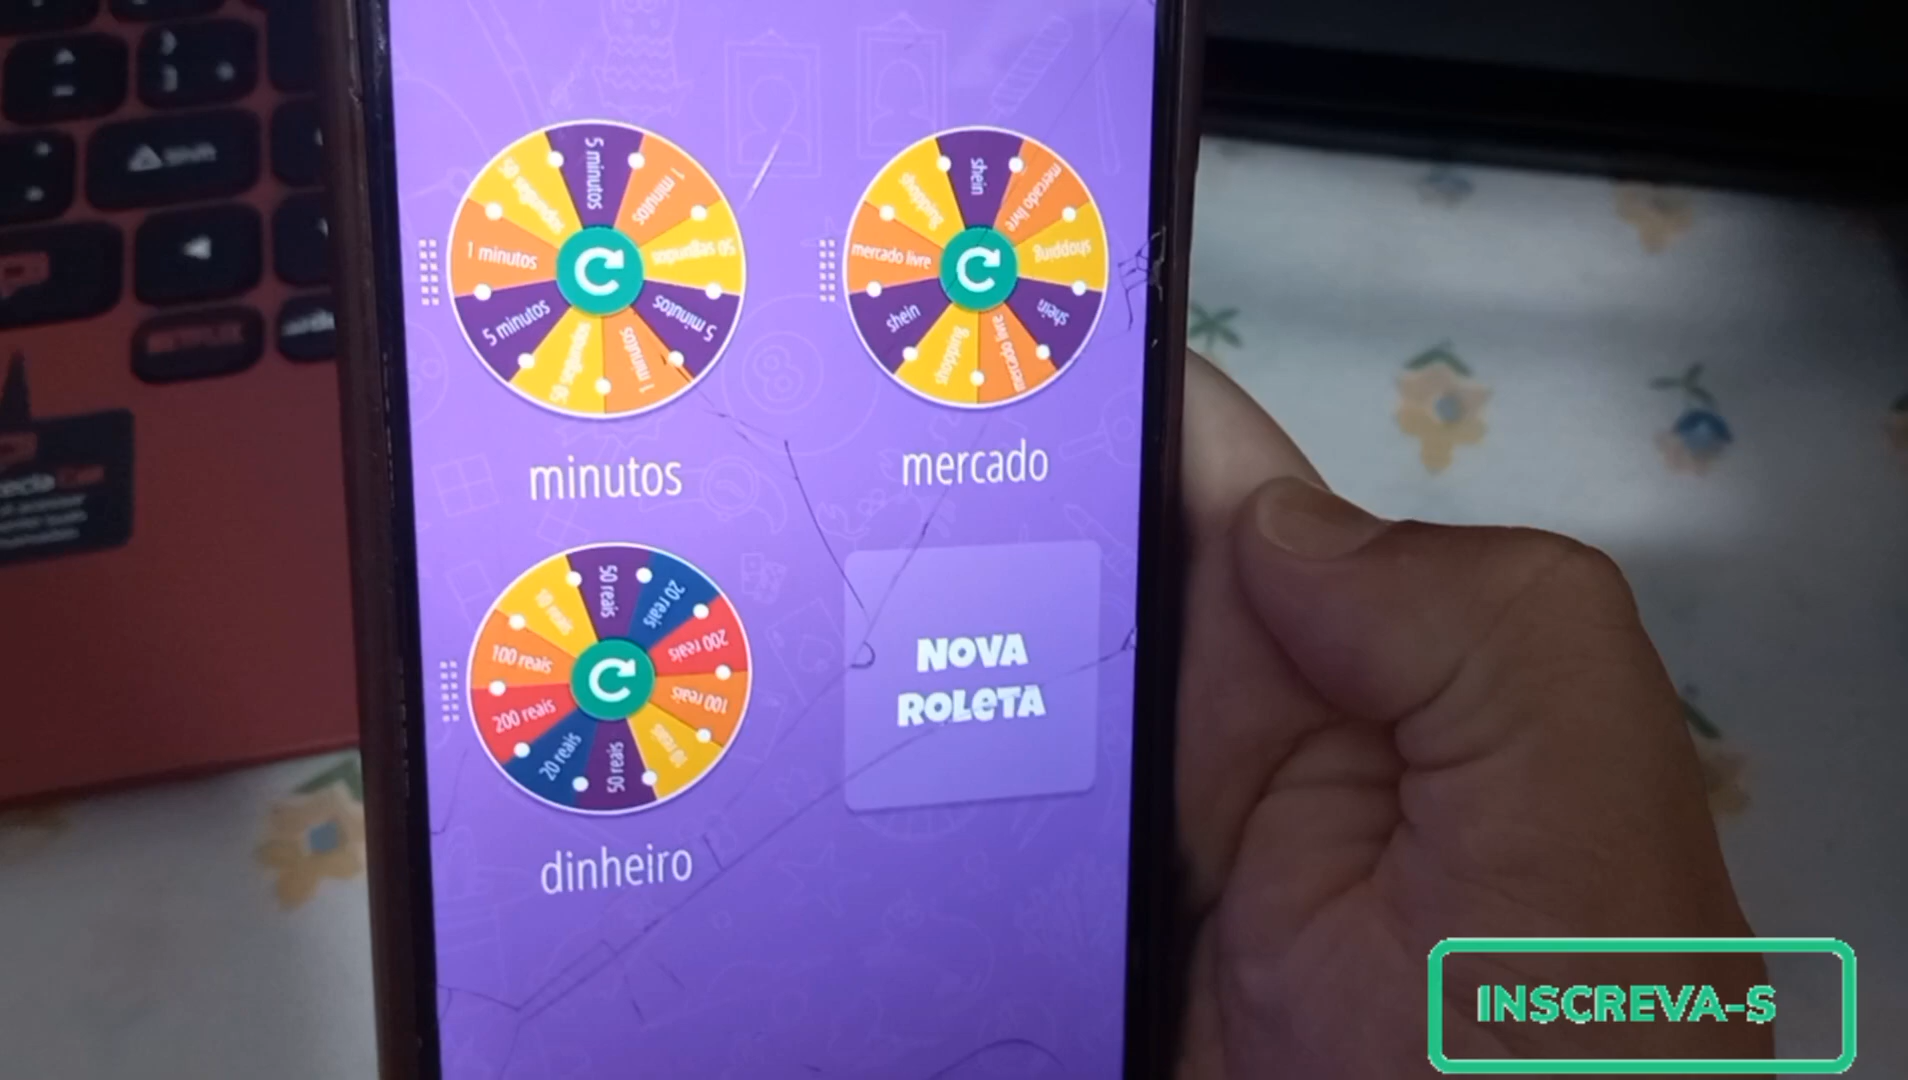 5 minutos
1 minutos
50 segundos
5 minutos
1 minutos
50 segundos
5 minutos
1 minutos
50 segundos
minutos
shein
mercado livre
shopping
shein
mercado livre
shopping
shein
mercado livre
shopping
mercado
50 reais
20 reais
200 reais
100 reais
50 reais
20 reais
200 reais
100 reais
dinheiro
NOVA
ROLETA
Shift
INSCREVA-S